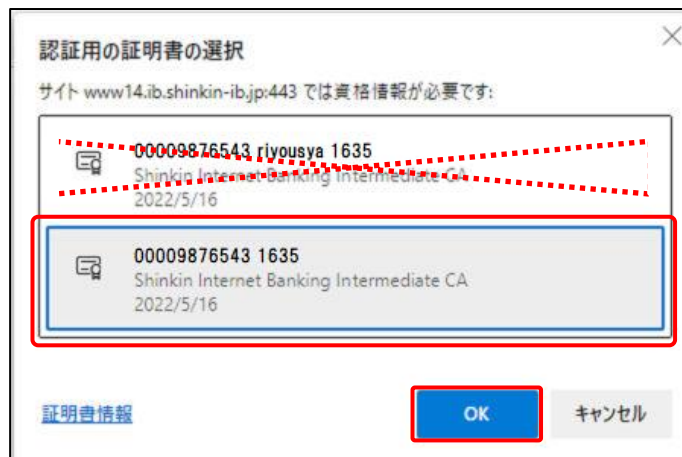 認証用の証明書の選択
サイト www14.ib.shinkin-ib.jp:443 では資格情報が必要です:
00009876543 riyousya 1635
Shinkin Internet Banking Intermediate CA
2022/5/16
00009876543 1635
Shinkin Internet Banking Intermediate CA
2022/5/16
証明書情報
OK
キャンセル